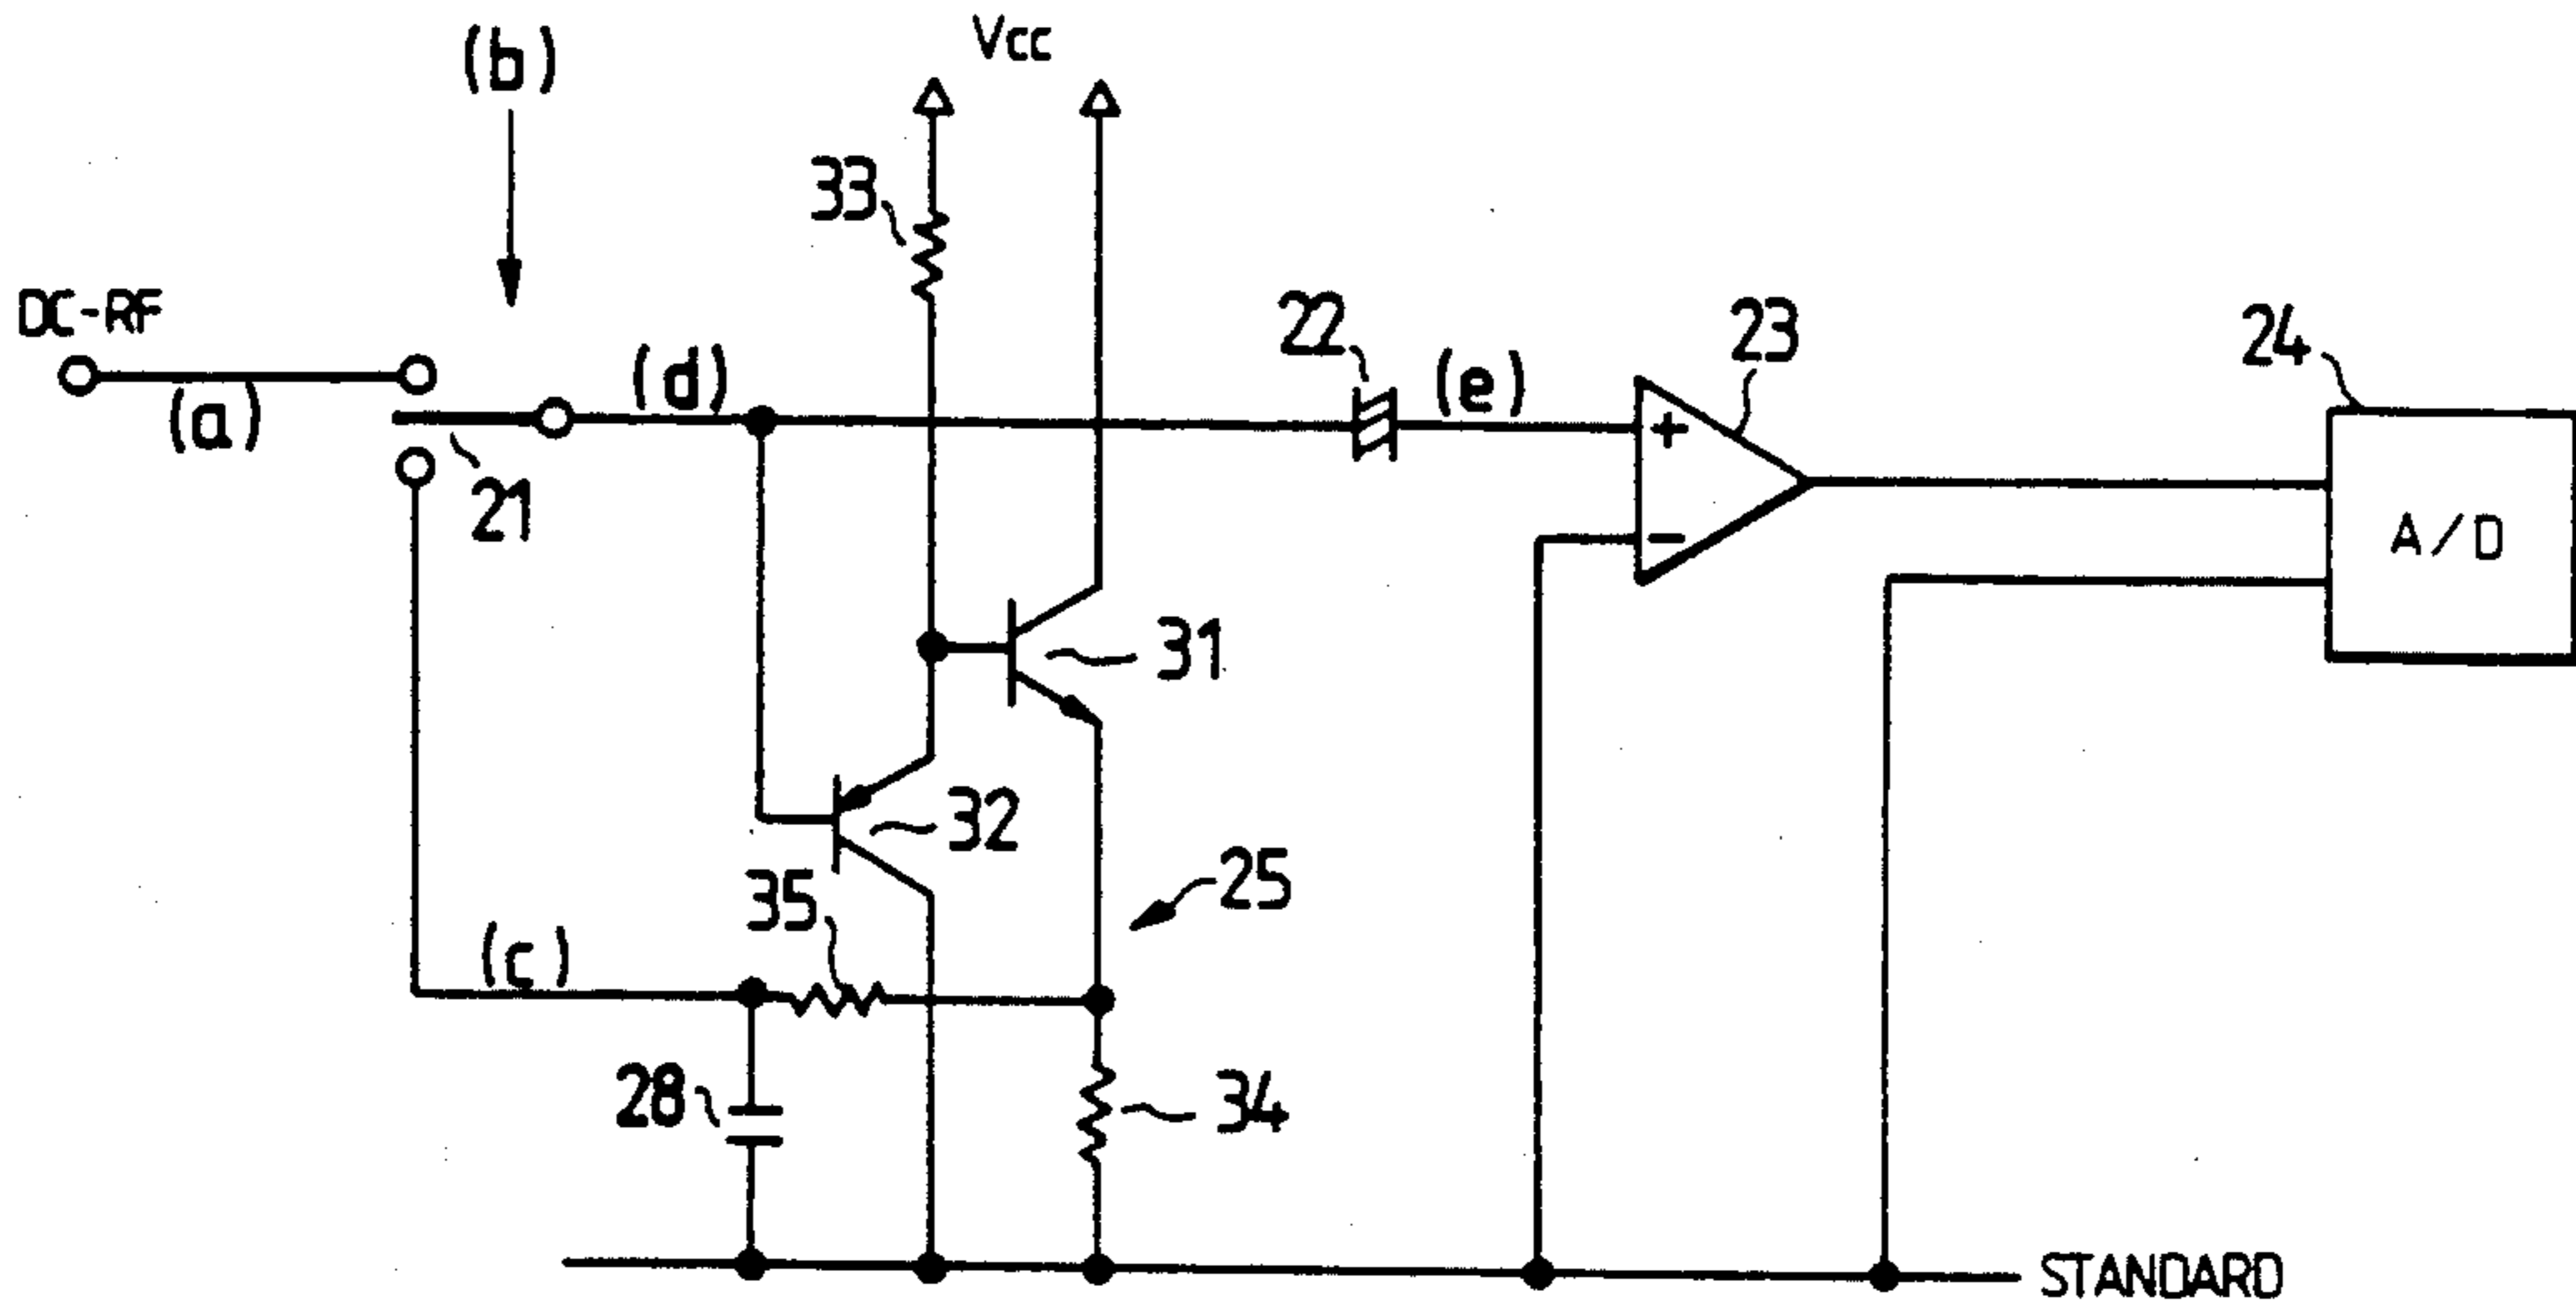 (b)
Vcc
33
DC-RF
(a)
21
(d)
22
(e)
+
−
23
24
A/D
31
32
35
25
(c)
28
34
STANDARD